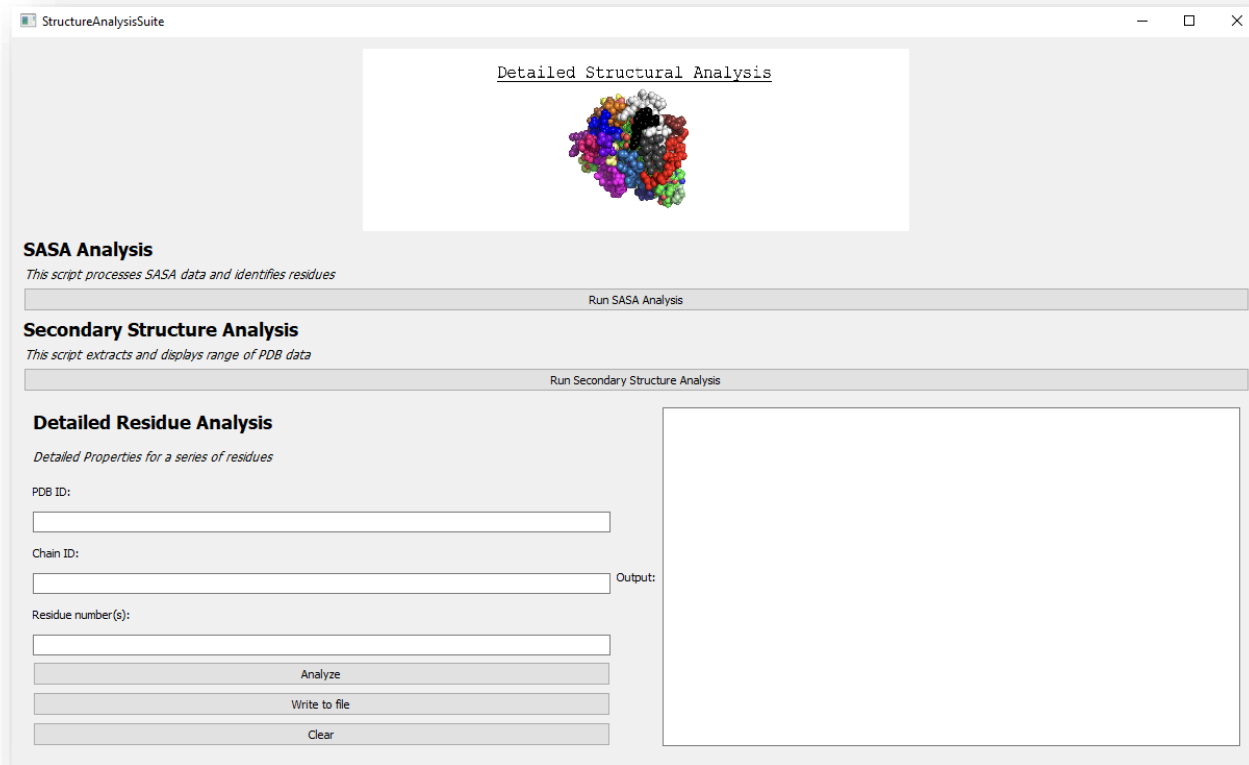 StructureAnalysisSuite
Detailed Structural Analysis
SASA Analysis
This script processes SASA data and identifies residues
Run SASA Analysis
Secondary Structure Analysis
This script extracts and displays range of PDB data
Run Secondary Structure Analysis
Detailed Residue Analysis
Detailed Properties for a series of residues
PDB ID:
Chain ID:
Output:
Residue number(s):
Analyze
Write to file
Clear